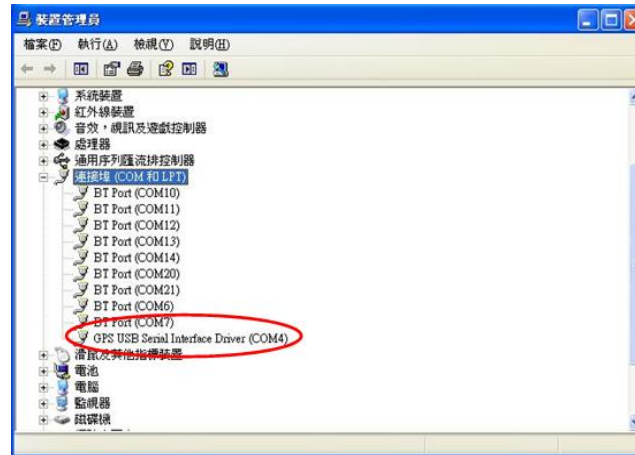 裝置管理員
檔案(F) 執行(A) 檢視(V) 說明(H)
系統裝置
紅外線裝置
音效，視訊及遊戲控制器
處理器
通用序列匯流排控制器
連接埠 (COM 和 LPT)
BT Port (COM10)
BT Port (COM11)
BT Port (COM12)
BT Port (COM13)
BT Port (COM14)
BT Port (COM20)
BT Port (COM21)
BT Port (COM6)
BT Port (COM7)
GPS USB Serial Interface Driver (COM4)
滑鼠及其他指標裝置
電池
電腦
監視器
磁碟機